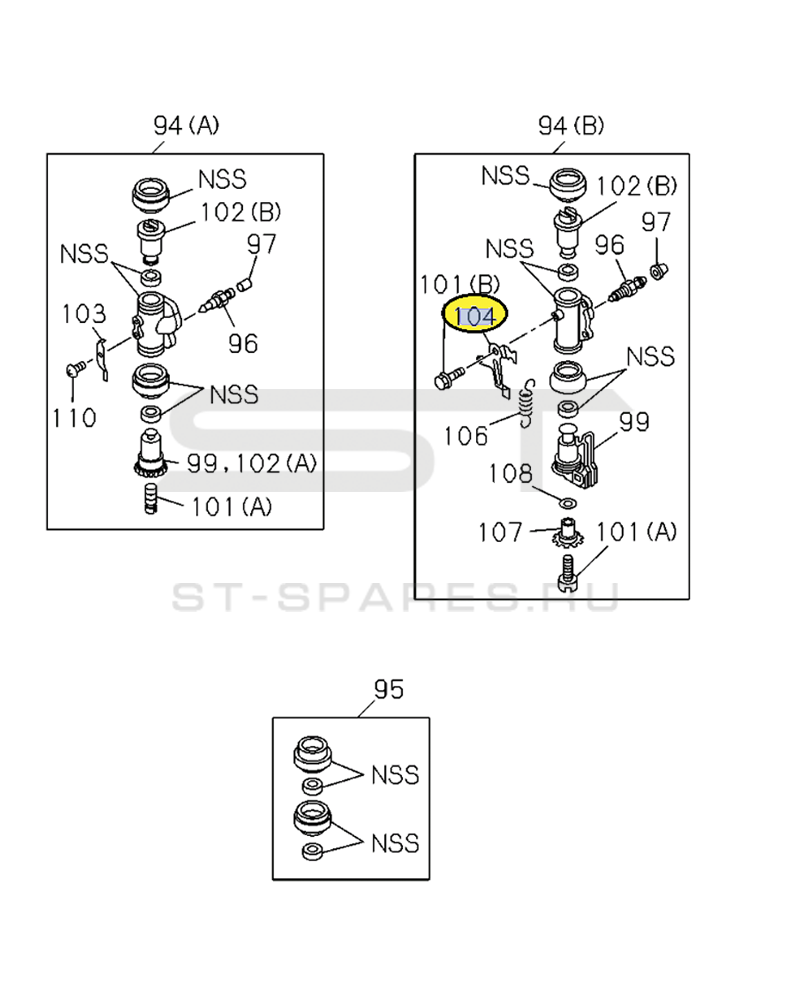 94 (A)
NSS
102 (B)
NSS
97
103
96
110
NSS
99, 102 (A)
101 (A)
94 (B)
NSS
102 (B)
97
NSS
96
101 (B)
104
NSS
106
99
108
107
101 (A)
ST
ST-SPARES.RU
95
NSS
NSS